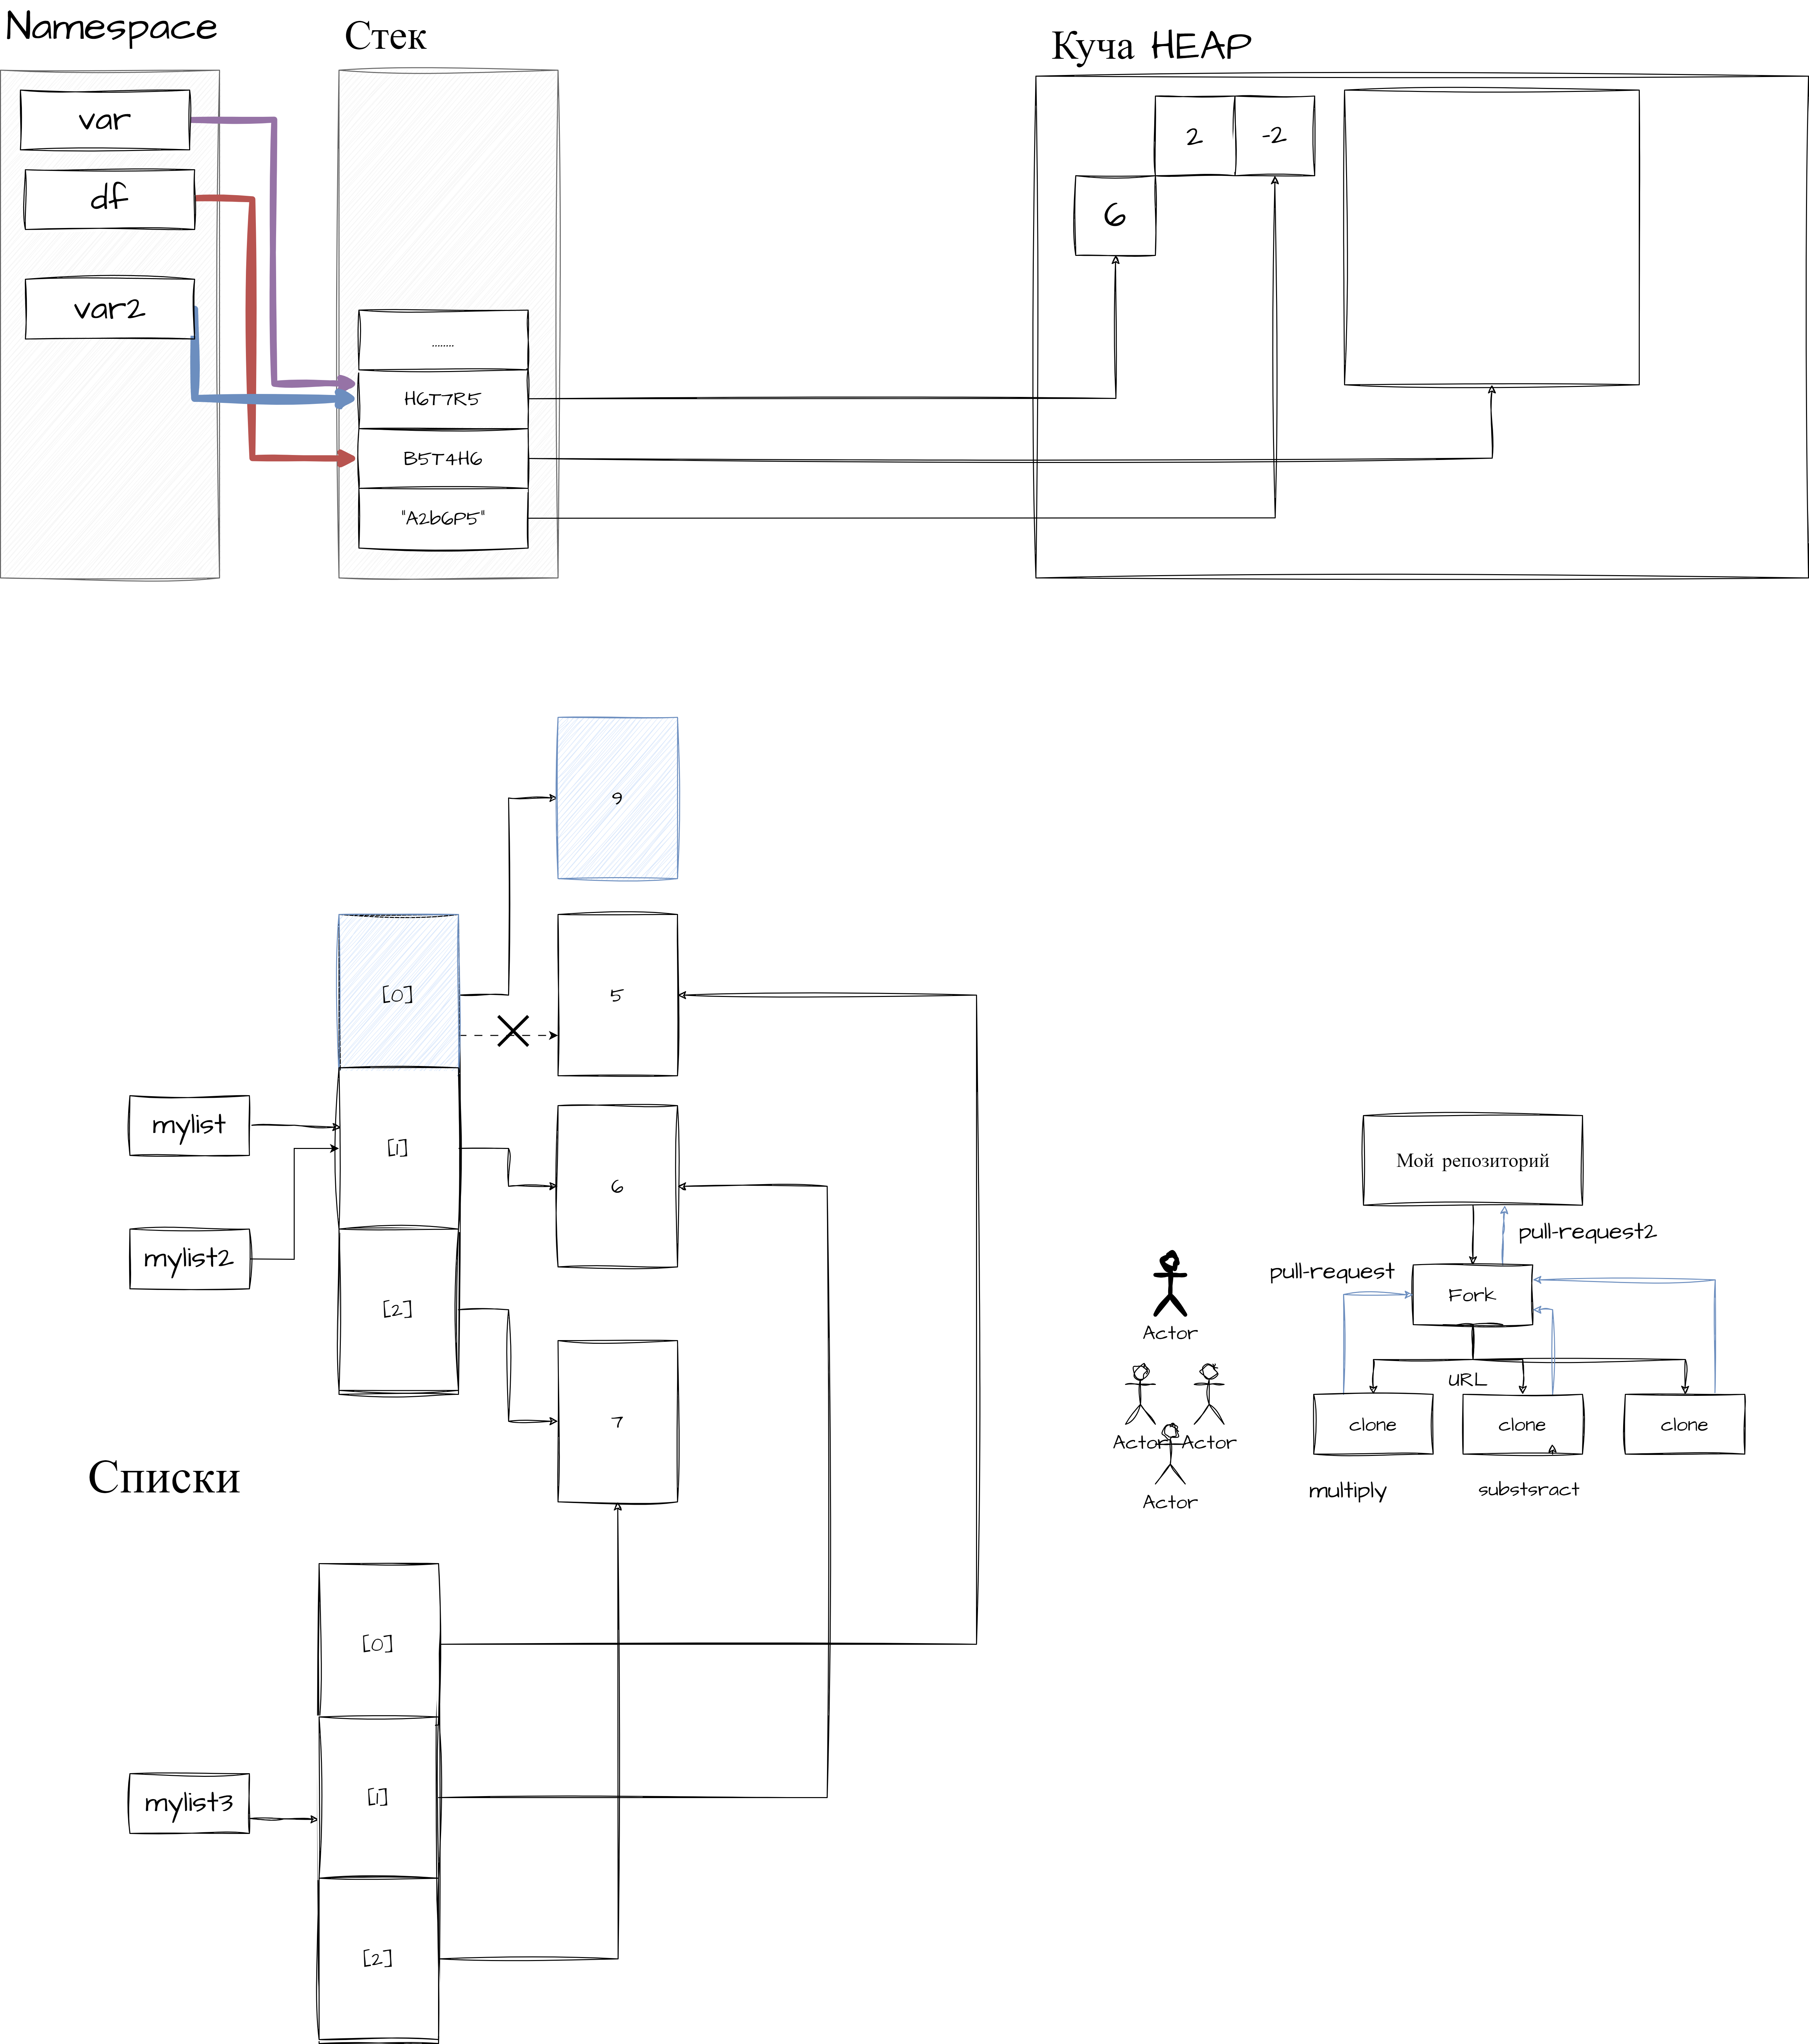 Namespace
Стек
Куча HEAP
var
df
var2
........
H6T7R5
B5T4H6
"A2b6P5"
2
-2
6
9
[0]
5
mylist
[1]
6
mylist2
[2]
7
Списки
[0]
mylist3
[1]
[2]
Мой репозиторий
pull-request2
pull-request
Fork
Actor
URL
clone
clone
clone
Actor
Actor
Actor
multiply
substsract